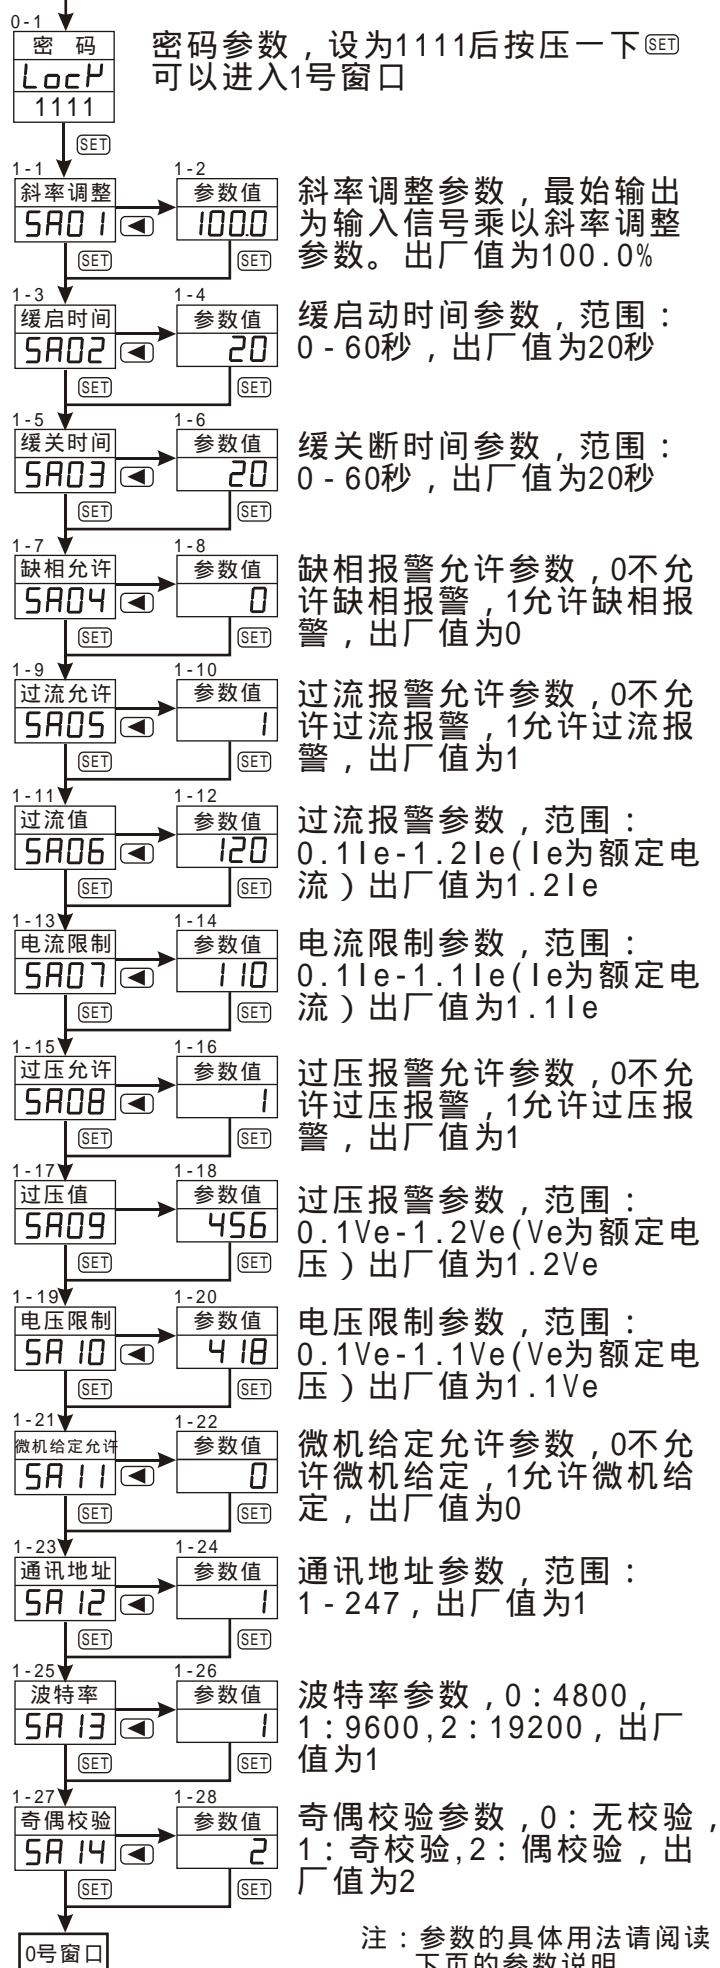 0-1
密 码
LocK
1111
SET
密码参数，设为1111后按压一下SET
可以进入1号窗口
1-1
斜率调整
SA01
SET
1-2
参数值
100.0
SET
斜率调整参数，最始输出
为输入信号乘以斜率调整
参数。出厂值为100.0%
1-3
缓启时间
SA02
SET
1-4
参数值
20
SET
缓启动时间参数，范围：
0-60秒，出厂值为20秒
1-5
缓关时间
SA03
SET
1-6
参数值
20
SET
缓关断时间参数，范围：
0-60秒，出厂值为20秒
1-7
缺相允许
SA04
SET
1-8
参数值
0
SET
缺相报警允许参数，0不允
许缺相报警，1允许缺相报
警，出厂值为0
1-9
过流允许
SA05
SET
1-10
参数值
1
SET
过流报警允许参数，0不允
许过流报警，1允许过流报
警，出厂值为1
1-11
过流值
SA06
SET
1-12
参数值
120
SET
过流报警参数，范围：
0.1Ie-1.2Ie(Ie为额定电
流）出厂值为1.2Ie
1-13
电流限制
SA07
SET
1-14
参数值
110
SET
电流限制参数，范围：
0.1Ie-1.1Ie(Ie为额定电
流）出厂值为1.1Ie
1-15
过压允许
SA08
SET
1-16
参数值
1
SET
过压报警允许参数，0不允
许过压报警，1允许过压报
警，出厂值为1
1-17
过压值
SA09
SET
1-18
参数值
456
SET
过压报警参数，范围：
0.1Ve-1.2Ve(Ve为额定电
压）出厂值为1.2Ve
1-19
电压限制
SA10
SET
1-20
参数值
418
SET
电压限制参数，范围：
0.1Ve-1.1Ve(Ve为额定电
压）出厂值为1.1Ve
1-21
微机给定允许
SA11
SET
1-22
参数值
0
SET
微机给定允许参数，0不允
许微机给定，1允许微机给
定，出厂值为0
1-23
通讯地址
SA12
SET
1-24
参数值
1
SET
通讯地址参数，范围：
1-247，出厂值为1
1-25
波特率
SA13
SET
1-26
参数值
1
SET
波特率参数，0：4800，
1：9600,2：19200，出厂
值为1
1-27
奇偶校验
SA14
SET
1-28
参数值
2
SET
奇偶校验参数，0：无校验，
1：奇校验,2：偶校验，出
厂值为2
0号窗口
注：参数的具体用法请阅读
下页的参数说明